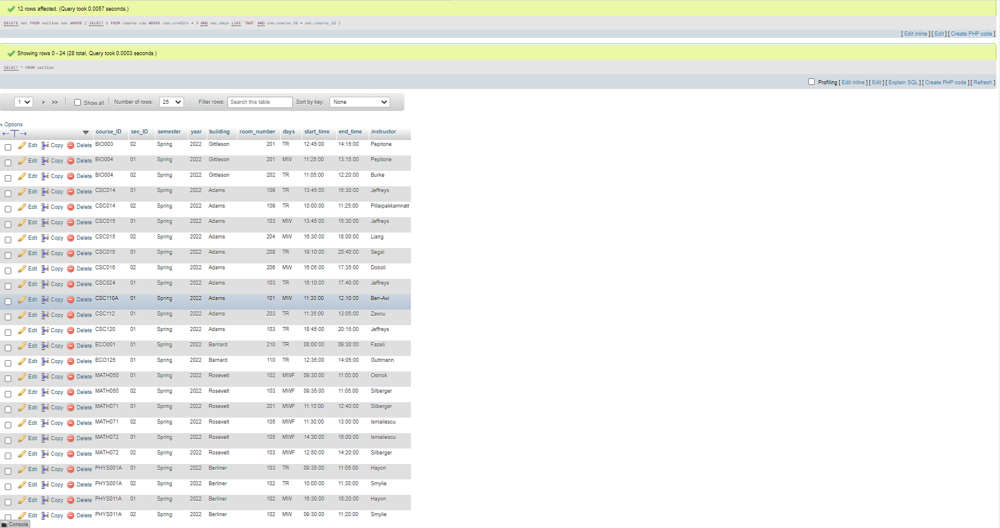 12 rows affected. (Query took 0.0057 seconds.)
DELETE sec FROM section sec WHERE ( SELECT 1 FROM course cou WHERE cou.credits = 3 AND sec.days LIKE '%W%' AND cou.course_ID = sec.course_ID )
[ Edit inline ] [ Edit ] [ Create PHP code ]
Showing rows 0 - 24 (28 total, Query took 0.0003 seconds.)
SELECT * FROM section
Profiling [ Edit inline ] [ Edit ] [ Explain SQL ] [ Create PHP code ] [ Refresh ]
1 > >> Show all Number of rows: 25 Filter rows: Search this table Sort by key: None
+ Options
←T→ course_ID sec_ID semester year building room_number days start_time end_time instructor
Edit Copy Delete BIO003 02 Spring 2022 Gittleson 201 TR 12:45:00 14:15:00 Pepitone
Edit Copy Delete BIO004 01 Spring 2022 Gittleson 201 MW 11:25:00 13:15:00 Pepitone
Edit Copy Delete BIO004 02 Spring 2022 Gittleson 202 TR 11:05:00 12:20:00 Burke
Edit Copy Delete CSC014 01 Spring 2022 Adams 109 TR 13:45:00 15:30:00 Jeffreys
Edit Copy Delete CSC014 02 Spring 2022 Adams 109 TR 10:00:00 11:25:00 Pillaipakkamnatt
Edit Copy Delete CSC015 01 Spring 2022 Adams 103 MW 13:45:00 15:30:00 Jeffreys
Edit Copy Delete CSC015 02 Spring 2022 Adams 204 MW 16:30:00 18:00:00 Liang
Edit Copy Delete CSC016 01 Spring 2022 Adams 208 TR 19:10:00 20:40:00 Segal
Edit Copy Delete CSC016 02 Spring 2022 Adams 206 MW 16:05:00 17:35:00 Doboli
Edit Copy Delete CSC024 01 Spring 2022 Adams 103 TR 16:10:00 17:40:00 Jeffreys
Edit Copy Delete CSC110A 01 Spring 2022 Adams 101 MW 11:30:00 12:10:00 Ben-Avi
Edit Copy Delete CSC112 01 Spring 2022 Adams 203 TR 11:35:00 13:05:00 Zavou
Edit Copy Delete CSC120 01 Spring 2022 Adams 103 TR 18:45:00 20:15:00 Jeffreys
Edit Copy Delete ECO001 01 Spring 2022 Barnard 210 TR 08:00:00 09:30:00 Fazeli
Edit Copy Delete ECO125 01 Spring 2022 Barnard 110 TR 12:35:00 14:05:00 Guttmann
Edit Copy Delete MATH050 01 Spring 2022 Rosevelt 102 MWF 09:30:00 11:00:00 Ostrick
Edit Copy Delete MATH050 02 Spring 2022 Rosevelt 103 MWF 09:35:00 11:05:00 Silberger
Edit Copy Delete MATH071 01 Spring 2022 Rosevelt 201 MWF 11:10:00 12:40:00 Silberger
Edit Copy Delete MATH071 02 Spring 2022 Rosevelt 105 MWF 11:30:00 13:00:00 Ismailescu
Edit Copy Delete MATH072 01 Spring 2022 Rosevelt 105 MWF 14:30:00 16:00:00 Ismailescu
Edit Copy Delete MATH072 02 Spring 2022 Rosevelt 103 MWF 12:50:00 14:20:00 Silberger
Edit Copy Delete PHYS001A 01 Spring 2022 Berliner 103 TR 09:35:00 11:05:00 Hayon
Edit Copy Delete PHYS001A 02 Spring 2022 Berliner 102 TR 10:00:00 11:30:00 Smylie
Edit Copy Delete PHYS011A 01 Spring 2022 Berliner 102 MW 16:30:00 18:20:00 Hayon
Edit Copy Delete PHYS011A 02 Spring 2022 Berliner 102 MW 09:30:00 11:20:00 Smylie
Console